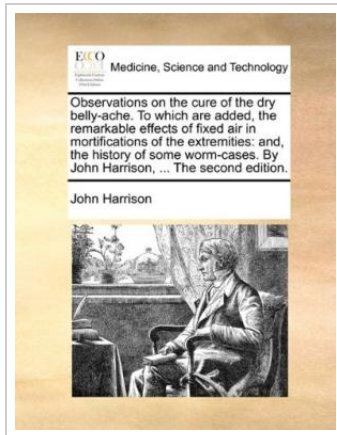 ECCO
Medicine, Science and Technology
Observations on the cure of the dry
belly-ache. To which are added, the
remarkable effects of fixed air in
mortifications of the extremities: and,
the history of some worm-cases. By
John Harrison, ... The second edition.
John Harrison